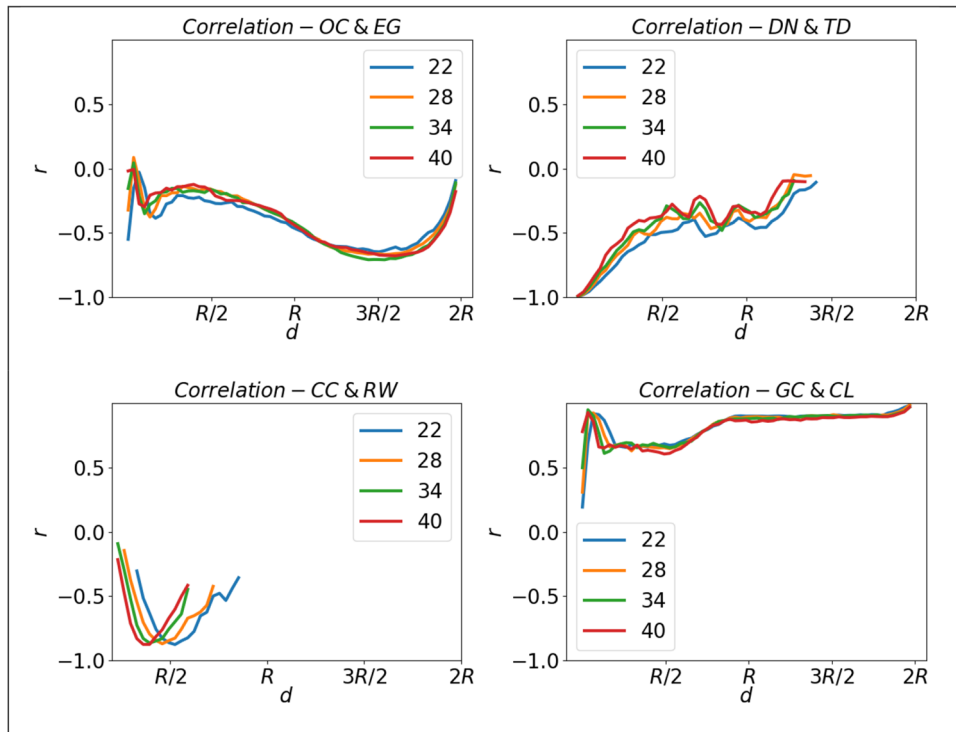 Correlation − OC & EG
0.5
0.0
−0.5
−1.0
r
22
28
34
40
R/2
R
3R/2
2R
d
Correlation − DN & TD
0.5
0.0
−0.5
−1.0
r
22
28
34
40
R/2
R
3R/2
2R
d
Correlation − CC & RW
0.5
0.0
−0.5
−1.0
r
22
28
34
40
R/2
R
3R/2
2R
d
Correlation − GC & CL
0.5
0.0
−0.5
−1.0
r
22
28
34
40
R/2
R
3R/2
2R
d